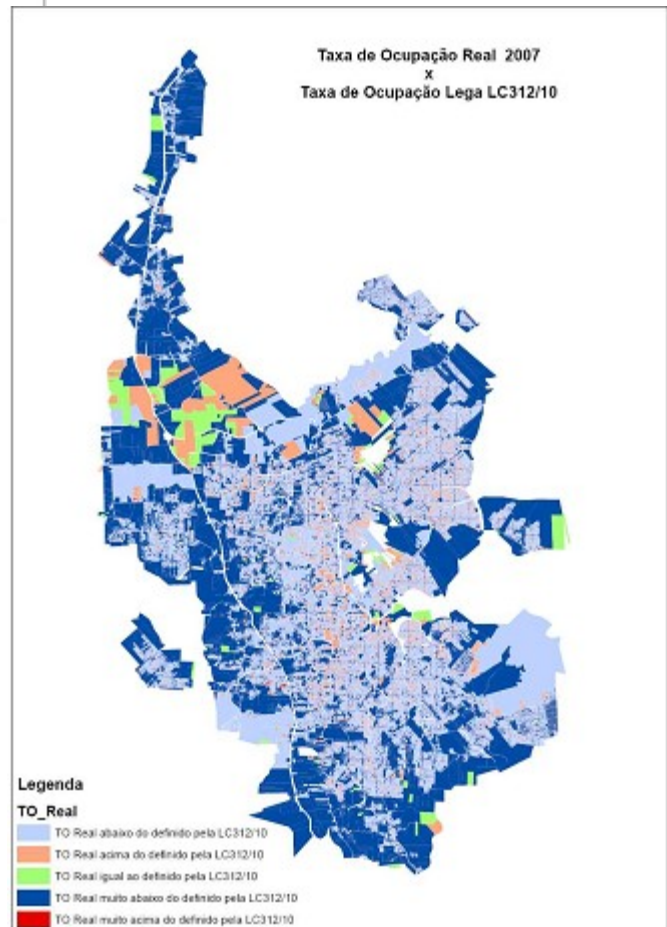 Taxa de Ocupação Real 2007
x
Taxa de Ocupação Lega LC312/10
Legenda
TO_Real
TO Real abaixo do definido pela LC312/10
TO Real acima do definido pela LC312/10
TO Real igual ao definido pela LC312/10
TO Real muito abaixo do definido pela LC312/10
TO Real muito acima do definido pela LC312/10